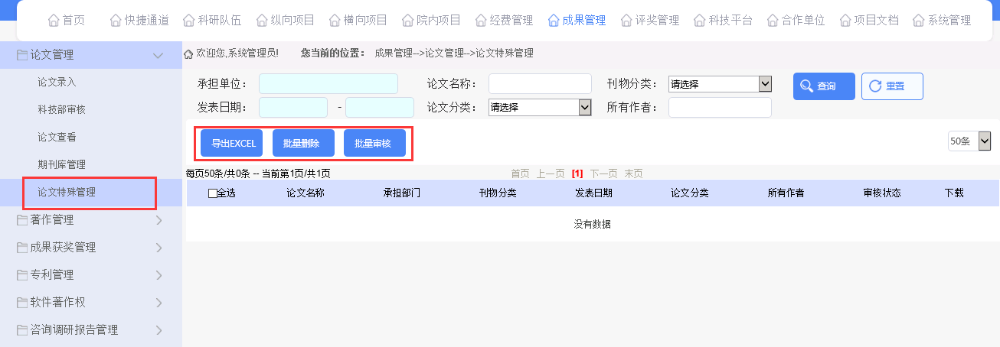 首页 快捷通道 科研队伍 纵向项目 横向项目 院内项目 经费管理 成果管理 评奖管理 科技平台 合作单位 项目文档 系统管理
论文管理
论文录入
科技部审核
论文查看
期刊库管理
论文特殊管理
著作管理
成果获奖管理
专利管理
软件著作权
咨询调研报告管理
欢迎您,系统管理员! 您当前的位置： 成果管理-->论文管理-->论文特殊管理
承担单位： 论文名称： 刊物分类： 请选择 查询 重置
发表日期： - 论文分类： 请选择 所有作者：
导出EXCEL 批量删除 批量审核 50条
每页50条/共0条 -- 当前第1页/共1页 首页 上一页 [1] 下一页 末页
全选 论文名称 承担部门 刊物分类 发表日期 论文分类 所有作者 审核状态 下载
没有数据